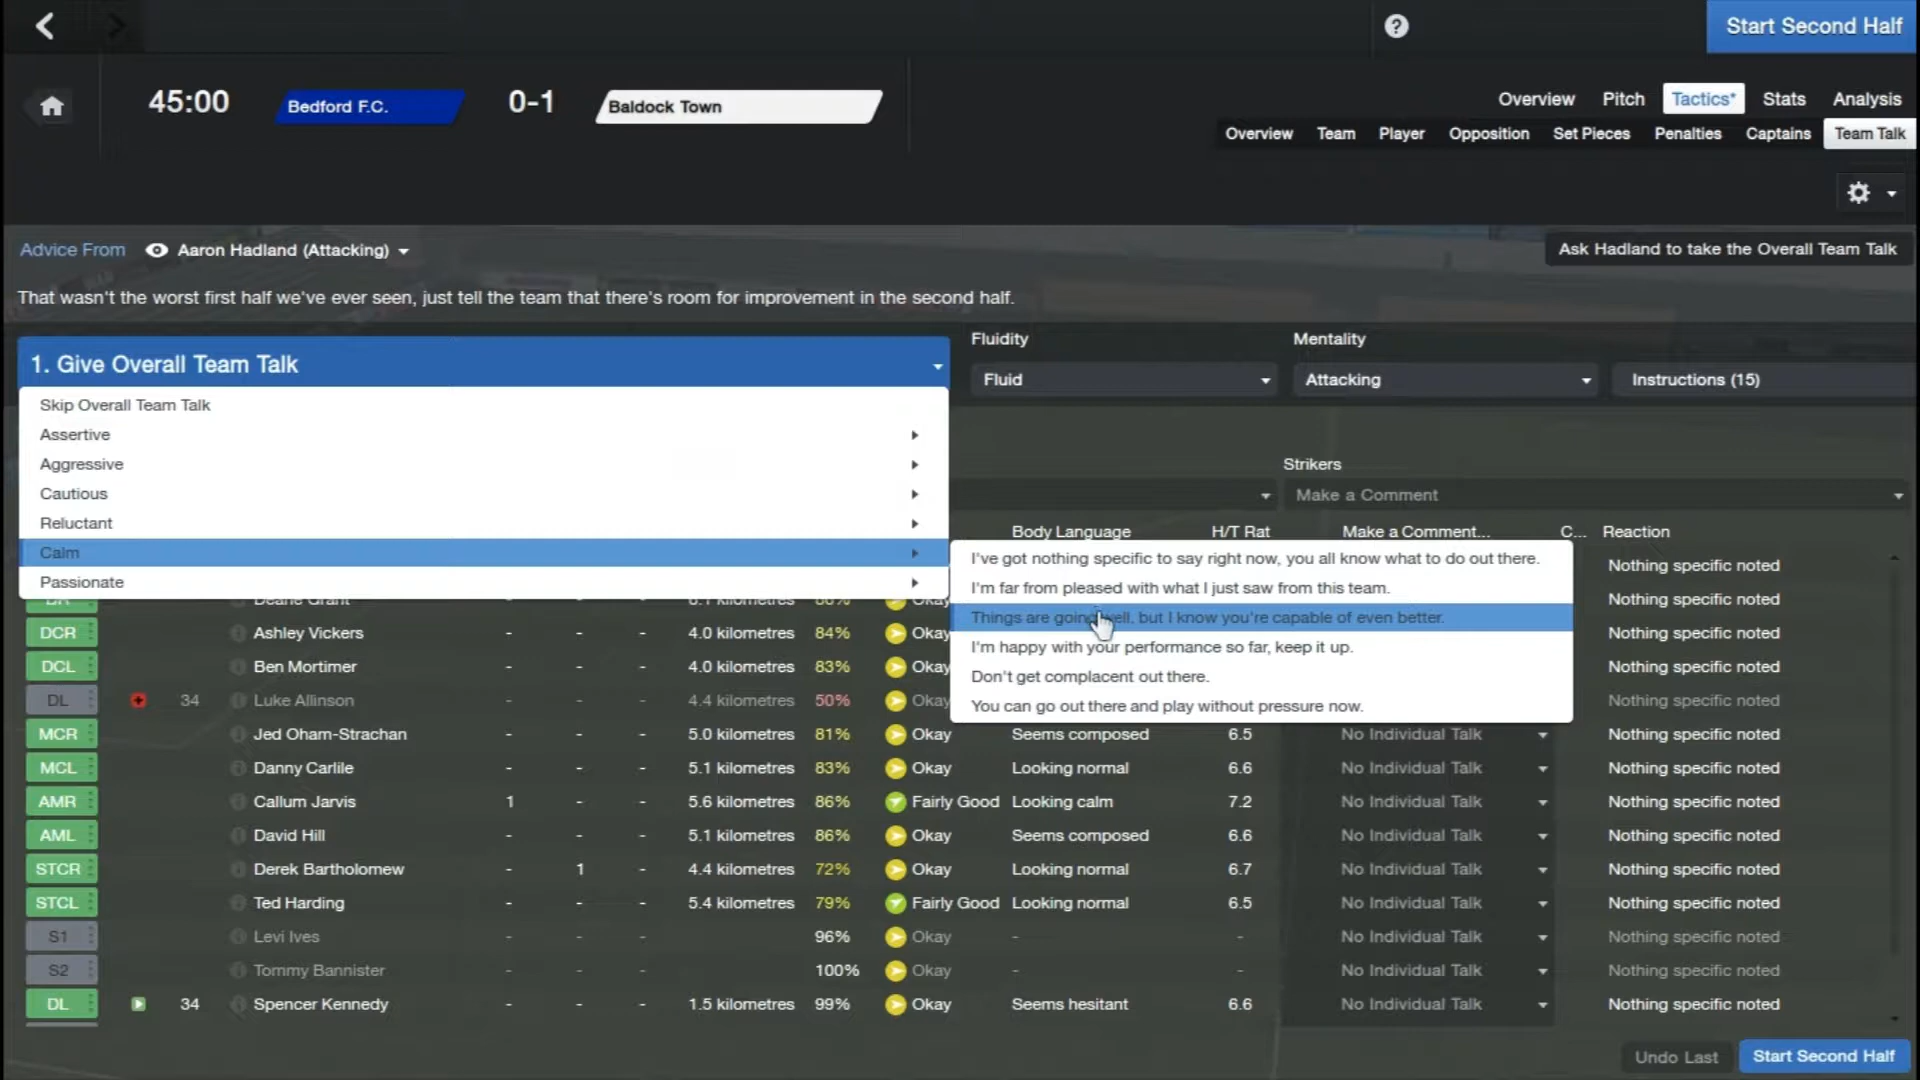 Start Second Half
45:00 Bedford F.C. 0-1 Baldock Town
Overview Pitch Tactics* Stats Analysis
Overview Team Player Opposition Set Pieces Penalties Captains Team Talk
Advice From Aaron Hadland (Attacking) Ask Hadland to take the Overall Team Talk
That wasn't the worst first half we've ever seen, just tell the team that there's room for improvement in the second half.
Fluidity Mentality
1. Give Overall Team Talk
Fluid Attacking Instructions (15)
Skip Overall Team Talk
Assertive
Aggressive
Cautious
Reluctant
Calm
Passionate
Strikers
Make a Comment
Body Language H/T Rat Make a Comment... C... Reaction
I've got nothing specific to say right now, you all know what to do out there.
I'm far from pleased with what I just saw from this team.
Things are going well, but I know you're capable of even better.
I'm happy with your performance so far, keep it up.
Don't get complacent out there.
You can go out there and play without pressure now.
Nothing specific noted
Deane Grant Okay Nothing specific noted
DCR Ashley Vickers - - - 4.0 kilometres 84% Okay Nothing specific noted
DCL Ben Mortimer - - - 4.0 kilometres 83% Okay Nothing specific noted
DL 34 Luke Allinson - - - 4.4 kilometres 50% Okay Nothing specific noted
MCR Jed Oham-Strachan - - - 5.0 kilometres 81% Okay Seems composed 6.5 No Individual Talk Nothing specific noted
MCL Danny Carlile - - - 5.1 kilometres 83% Okay Looking normal 6.6 No Individual Talk Nothing specific noted
AMR Callum Jarvis 1 - - 5.6 kilometres 86% Fairly Good Looking calm 7.2 No Individual Talk Nothing specific noted
AML David Hill - - - 5.1 kilometres 86% Okay Seems composed 6.6 No Individual Talk Nothing specific noted
STCR Derek Bartholomew - 1 - 4.4 kilometres 72% Okay Looking normal 6.7 No Individual Talk Nothing specific noted
STCL Ted Harding - - - 5.4 kilometres 79% Fairly Good Looking normal 6.5 No Individual Talk Nothing specific noted
S1 Levi Ives - - - 96% Okay - - No Individual Talk Nothing specific noted
S2 Tommy Bannister - - - 100% Okay - - No Individual Talk Nothing specific noted
DL 34 Spencer Kennedy - - - 1.5 kilometres 99% Okay Seems hesitant 6.6 No Individual Talk Nothing specific noted
Undo Last Start Second Half